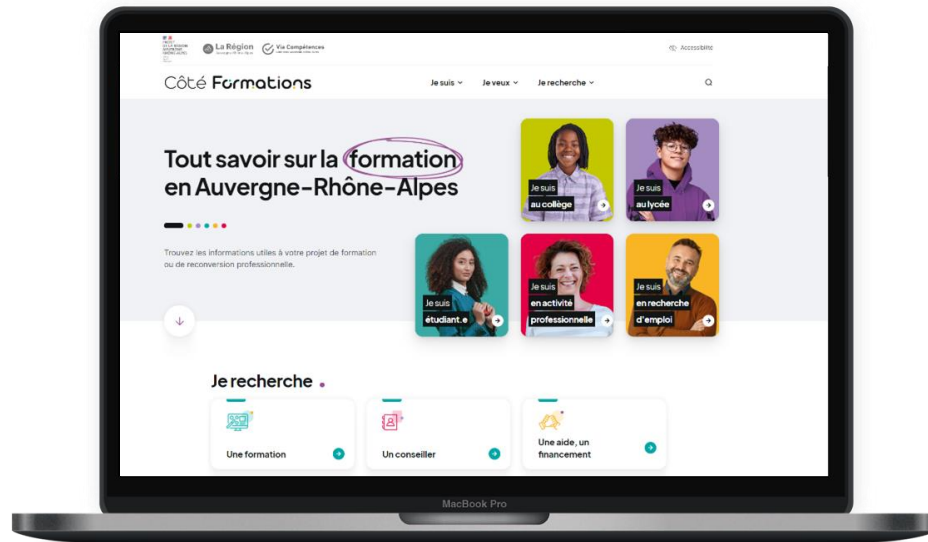 La Région
Via Compétences
Accessibilité
Côté Formations
Je suis
Je veux
Je recherche
Tout savoir sur la formation
en Auvergne-Rhône-Alpes
Trouvez les informations utiles à votre projet de formation
ou de reconversion professionnelle.
Je suis
au collège
Je suis
au lycée
Je suis
étudiant.e
Je suis
en activité
professionnelle
Je suis
en recherche
d'emploi
Je recherche
Une formation
Un conseiller
Une aide, un
financement
MacBook Pro